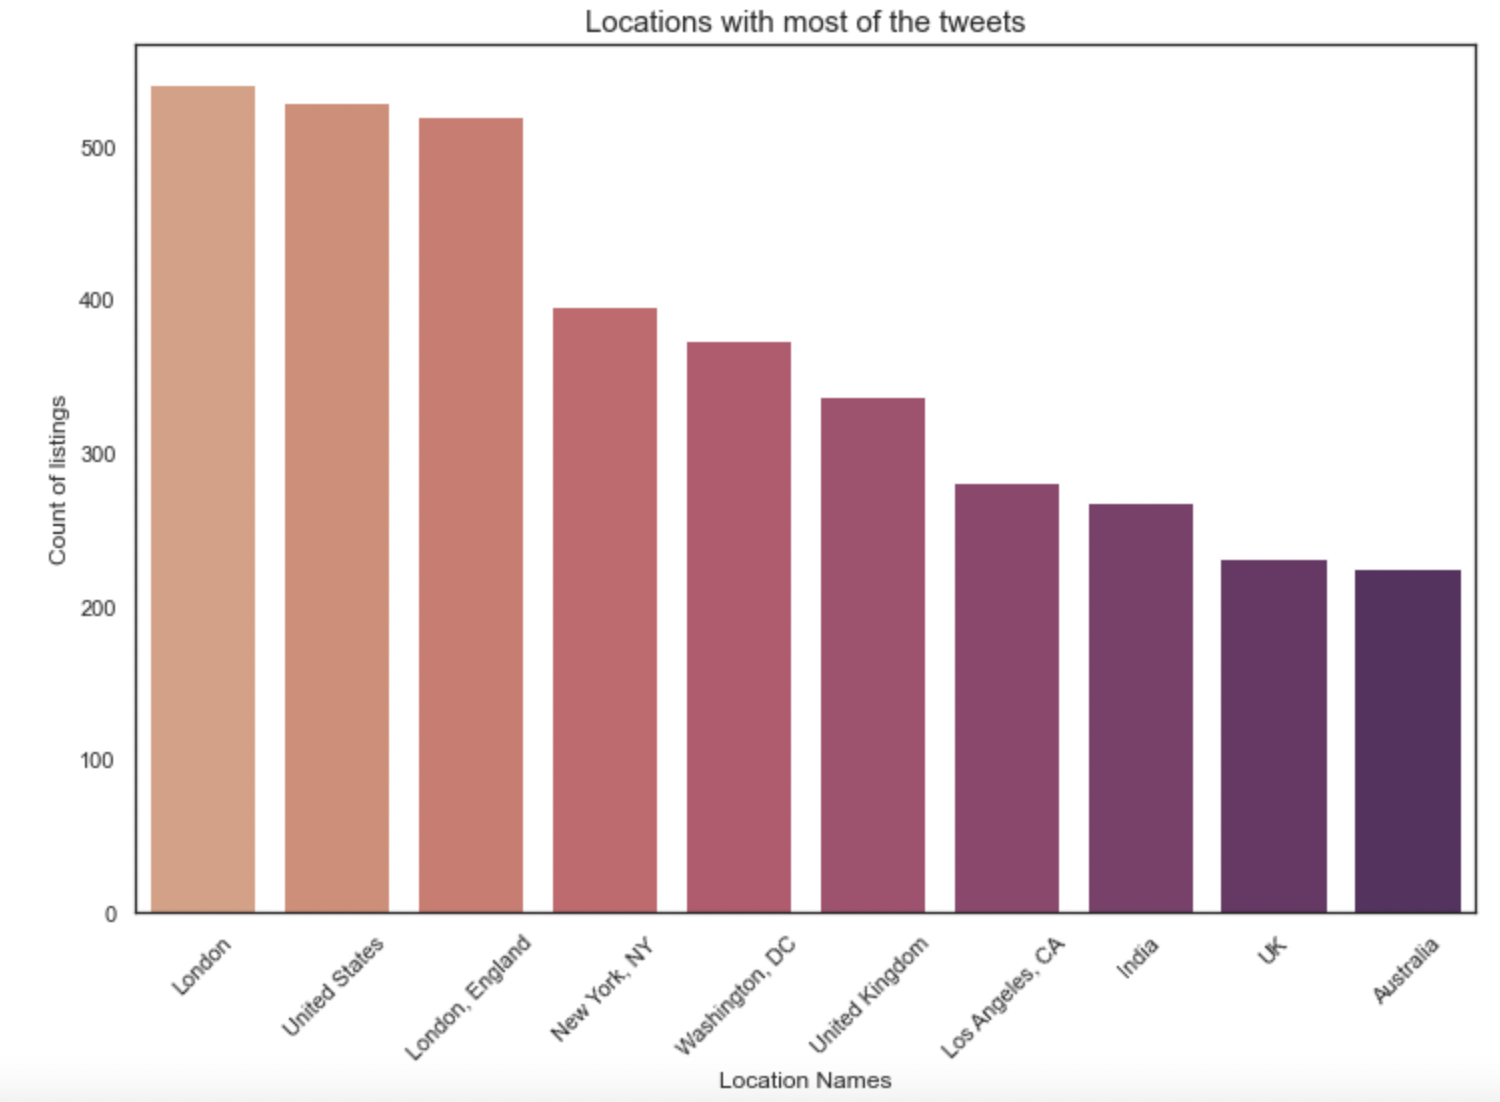 Locations with most of the tweets
500
400
300
200
100
0
Count of listings
London
United States
London, England
New York, NY
Washington, DC
United Kingdom
Los Angeles, CA
India
UK
Australia
Location Names